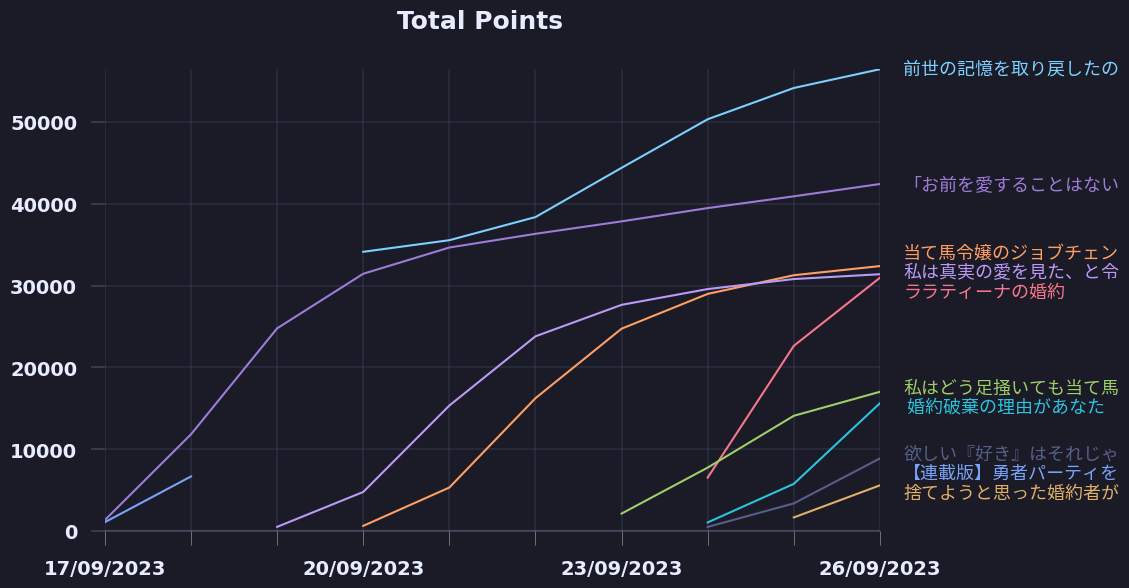 Total Points
前世の記憶を取り戻したの
50000
「お前を愛することはない
40000
当て馬令嬢のジョブチェン
私は真実の愛を見た、と令
30000
ララティーナの婚約
20000
私はどう足掻いても当て馬
婚約破棄の理由があなた
10000
欲しい『好き』はそれじゃ
【連載版】勇者パーティを
捨てようと思った婚約者が
0
17/09/2023 20/09/2023 23/09/2023 26/09/2023